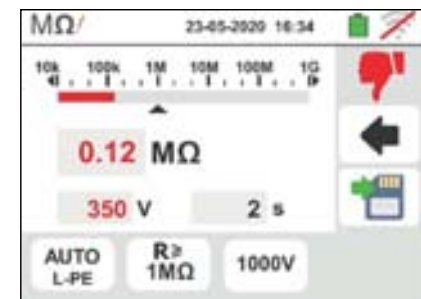 MΩ/ 23-05-2020 16:34
10k 100k 1M 10M 100M 1G
0.12 MΩ
350 V 2 s
AUTO L-PE
R≥ 1MΩ
1000V